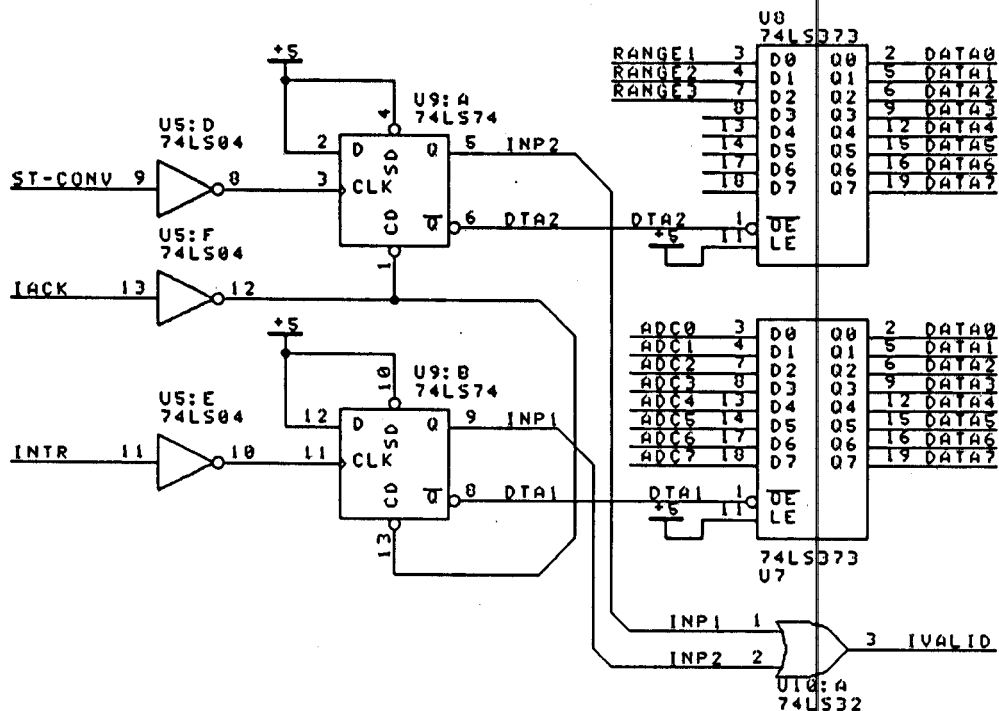 U8
74LS373
RANGE1 3 D0 Q0 2 DATA0
RANGE2 4 D1 Q1 5 DATA1
RANGE3 7 D2 Q2 6 DATA2
8 D3 Q3 9 DATA3
13 D4 Q4 12 DATA4
14 D5 Q5 15 DATA5
17 D6 Q6 16 DATA6
18 D7 Q7 19 DATA7
DTA2 1 OE
+5 11 LE
+5
U9:A
74LS74
4
2 D SD Q 5 INP2
3 CLK
CD Q 6 DTA2
1
U5:D
74LS04
ST-CONV 9 8
U5:F
74LS04
IACK 13 12
+5
U9:B
74LS74
10
12 D SD Q 9 INP1
11 CLK
CD Q 8 DTA1
13
U5:E
74LS04
INTR 11 10
ADC0 3 D0 Q0 2 DATA0
ADC1 4 D1 Q1 5 DATA1
ADC2 7 D2 Q2 6 DATA2
ADC3 8 D3 Q3 9 DATA3
ADC4 13 D4 Q4 12 DATA4
ADC5 14 D5 Q5 15 DATA5
ADC6 17 D6 Q6 16 DATA6
ADC7 18 D7 Q7 19 DATA7
DTA1 1 OE
+5 11 LE
74LS373
U7
INP1 1
INP2 2
3 IVALID
U10:A
74LS32